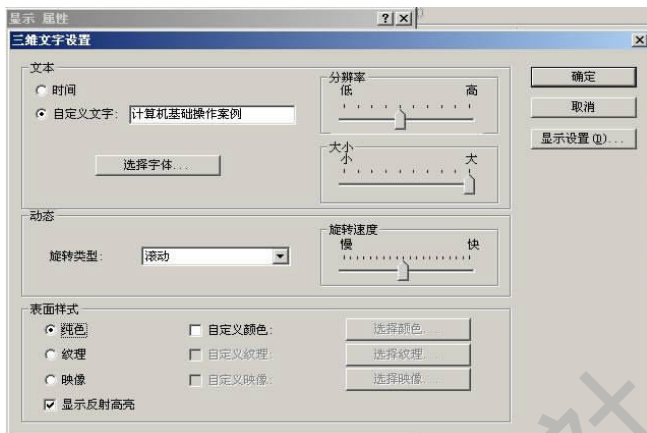 显示 属性
三维文字设置
文本
时间
自定义文字: 计算机基础操作案例
选择字体...
分辨率
低 高
大小
小 大
确定
取消
显示设置(D)...
动态
旋转类型: 滚动
旋转速度
慢 快
表面样式
纯色
自定义颜色:
选择颜色...
纹理
自定义纹理:
选择纹理...
映像
自定义映像:
选择映像...
显示反射高亮